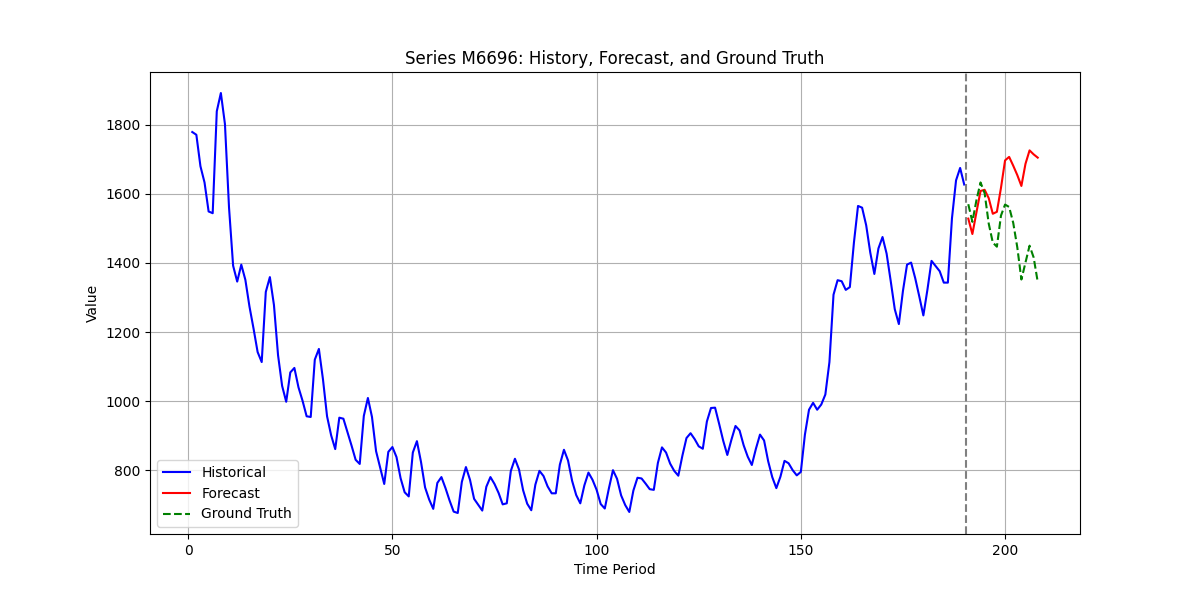 Series M6696: History, Forecast, and Ground Truth
Value
1800
1600
1400
1200
1000
800
Historical
Forecast
Ground Truth
0 50 100 150 200
Time Period